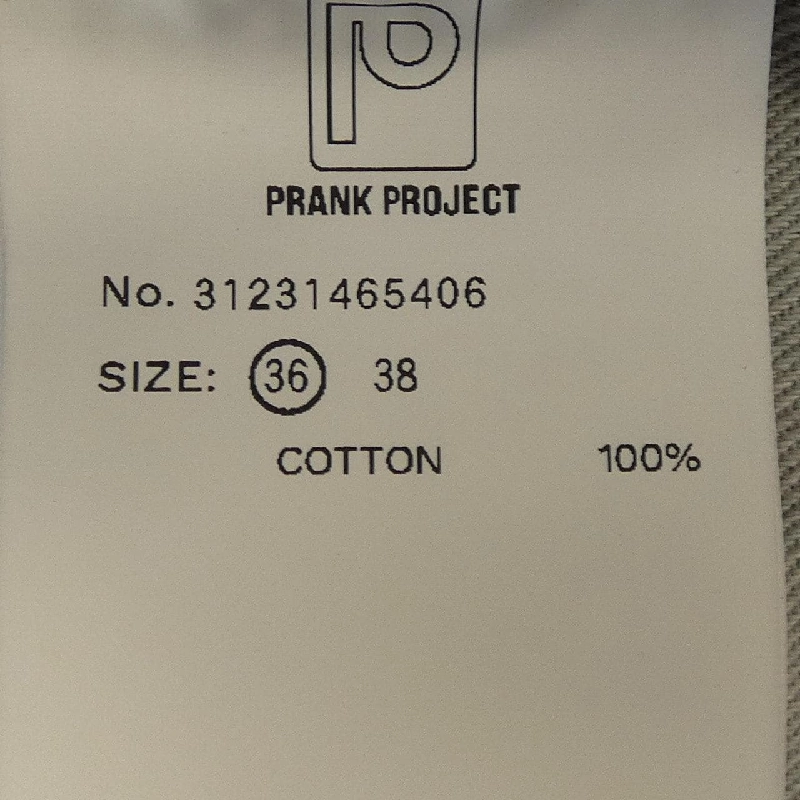 P
PRANK PROJECT
No. 31231465406
SIZE: 36 38
COTTON 100%